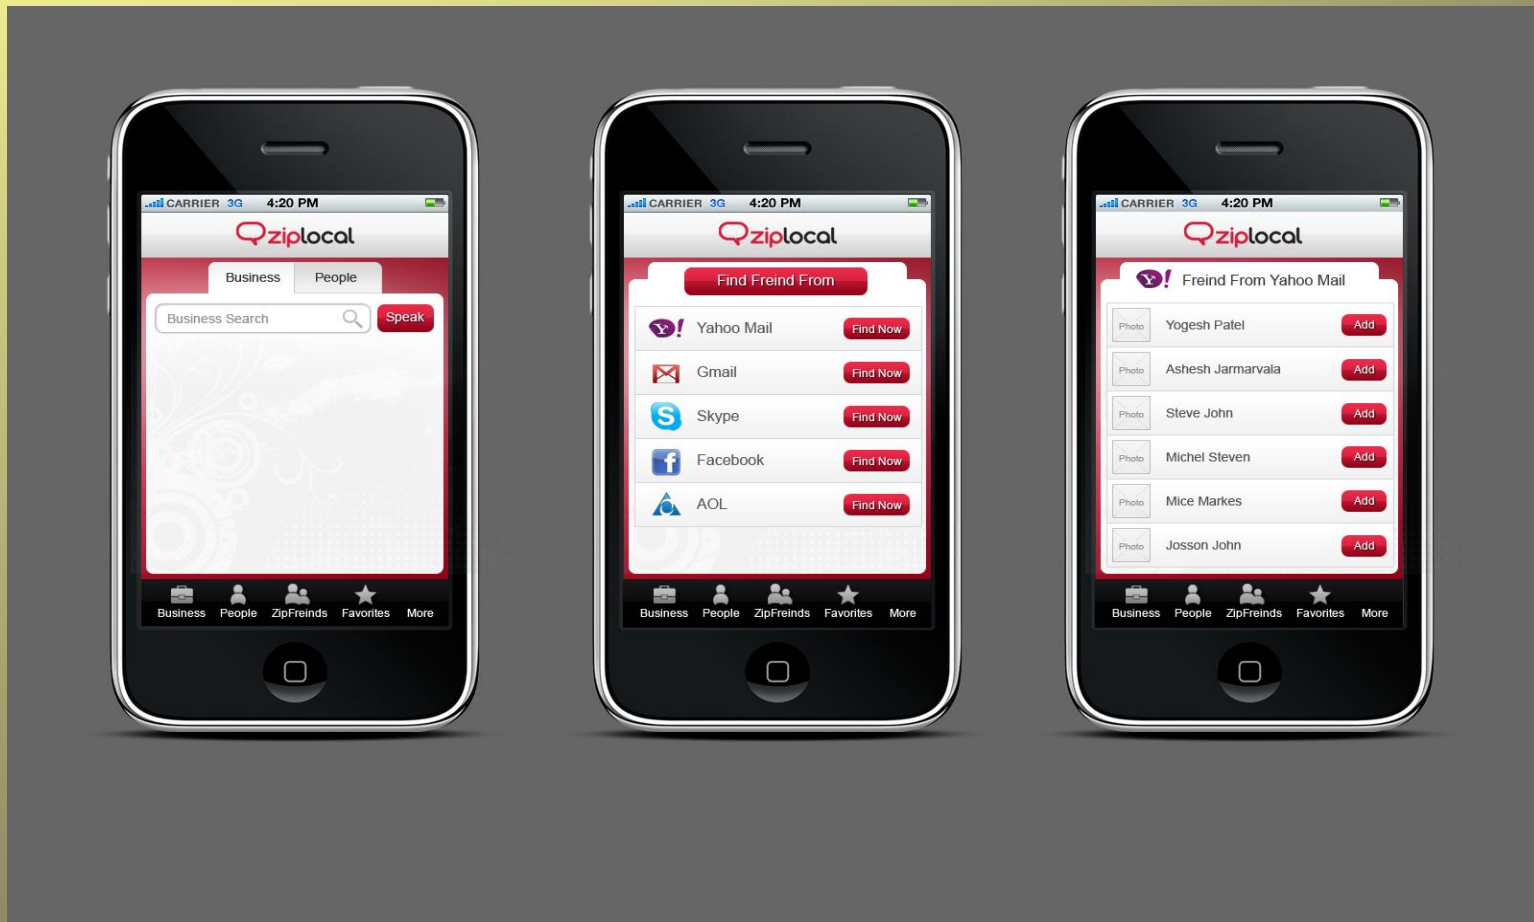 CARRIER 3G 4:20 PM
ziplocal
Business People
Business Search Speak
Business People ZipFreinds Favorites More
CARRIER 3G 4:20 PM
ziplocal
Find Freind From
Y! Yahoo Mail Find Now
Gmail Find Now
S Skype Find Now
f Facebook Find Now
AOL Find Now
Business People ZipFreinds Favorites More
CARRIER 3G 4:20 PM
ziplocal
Y! Freind From Yahoo Mail
Photo Yogesh Patel Add
Photo Ashesh Jarmarvala Add
Photo Steve John Add
Photo Michel Steven Add
Photo Mice Markes Add
Photo Josson John Add
Business People ZipFreinds Favorites More